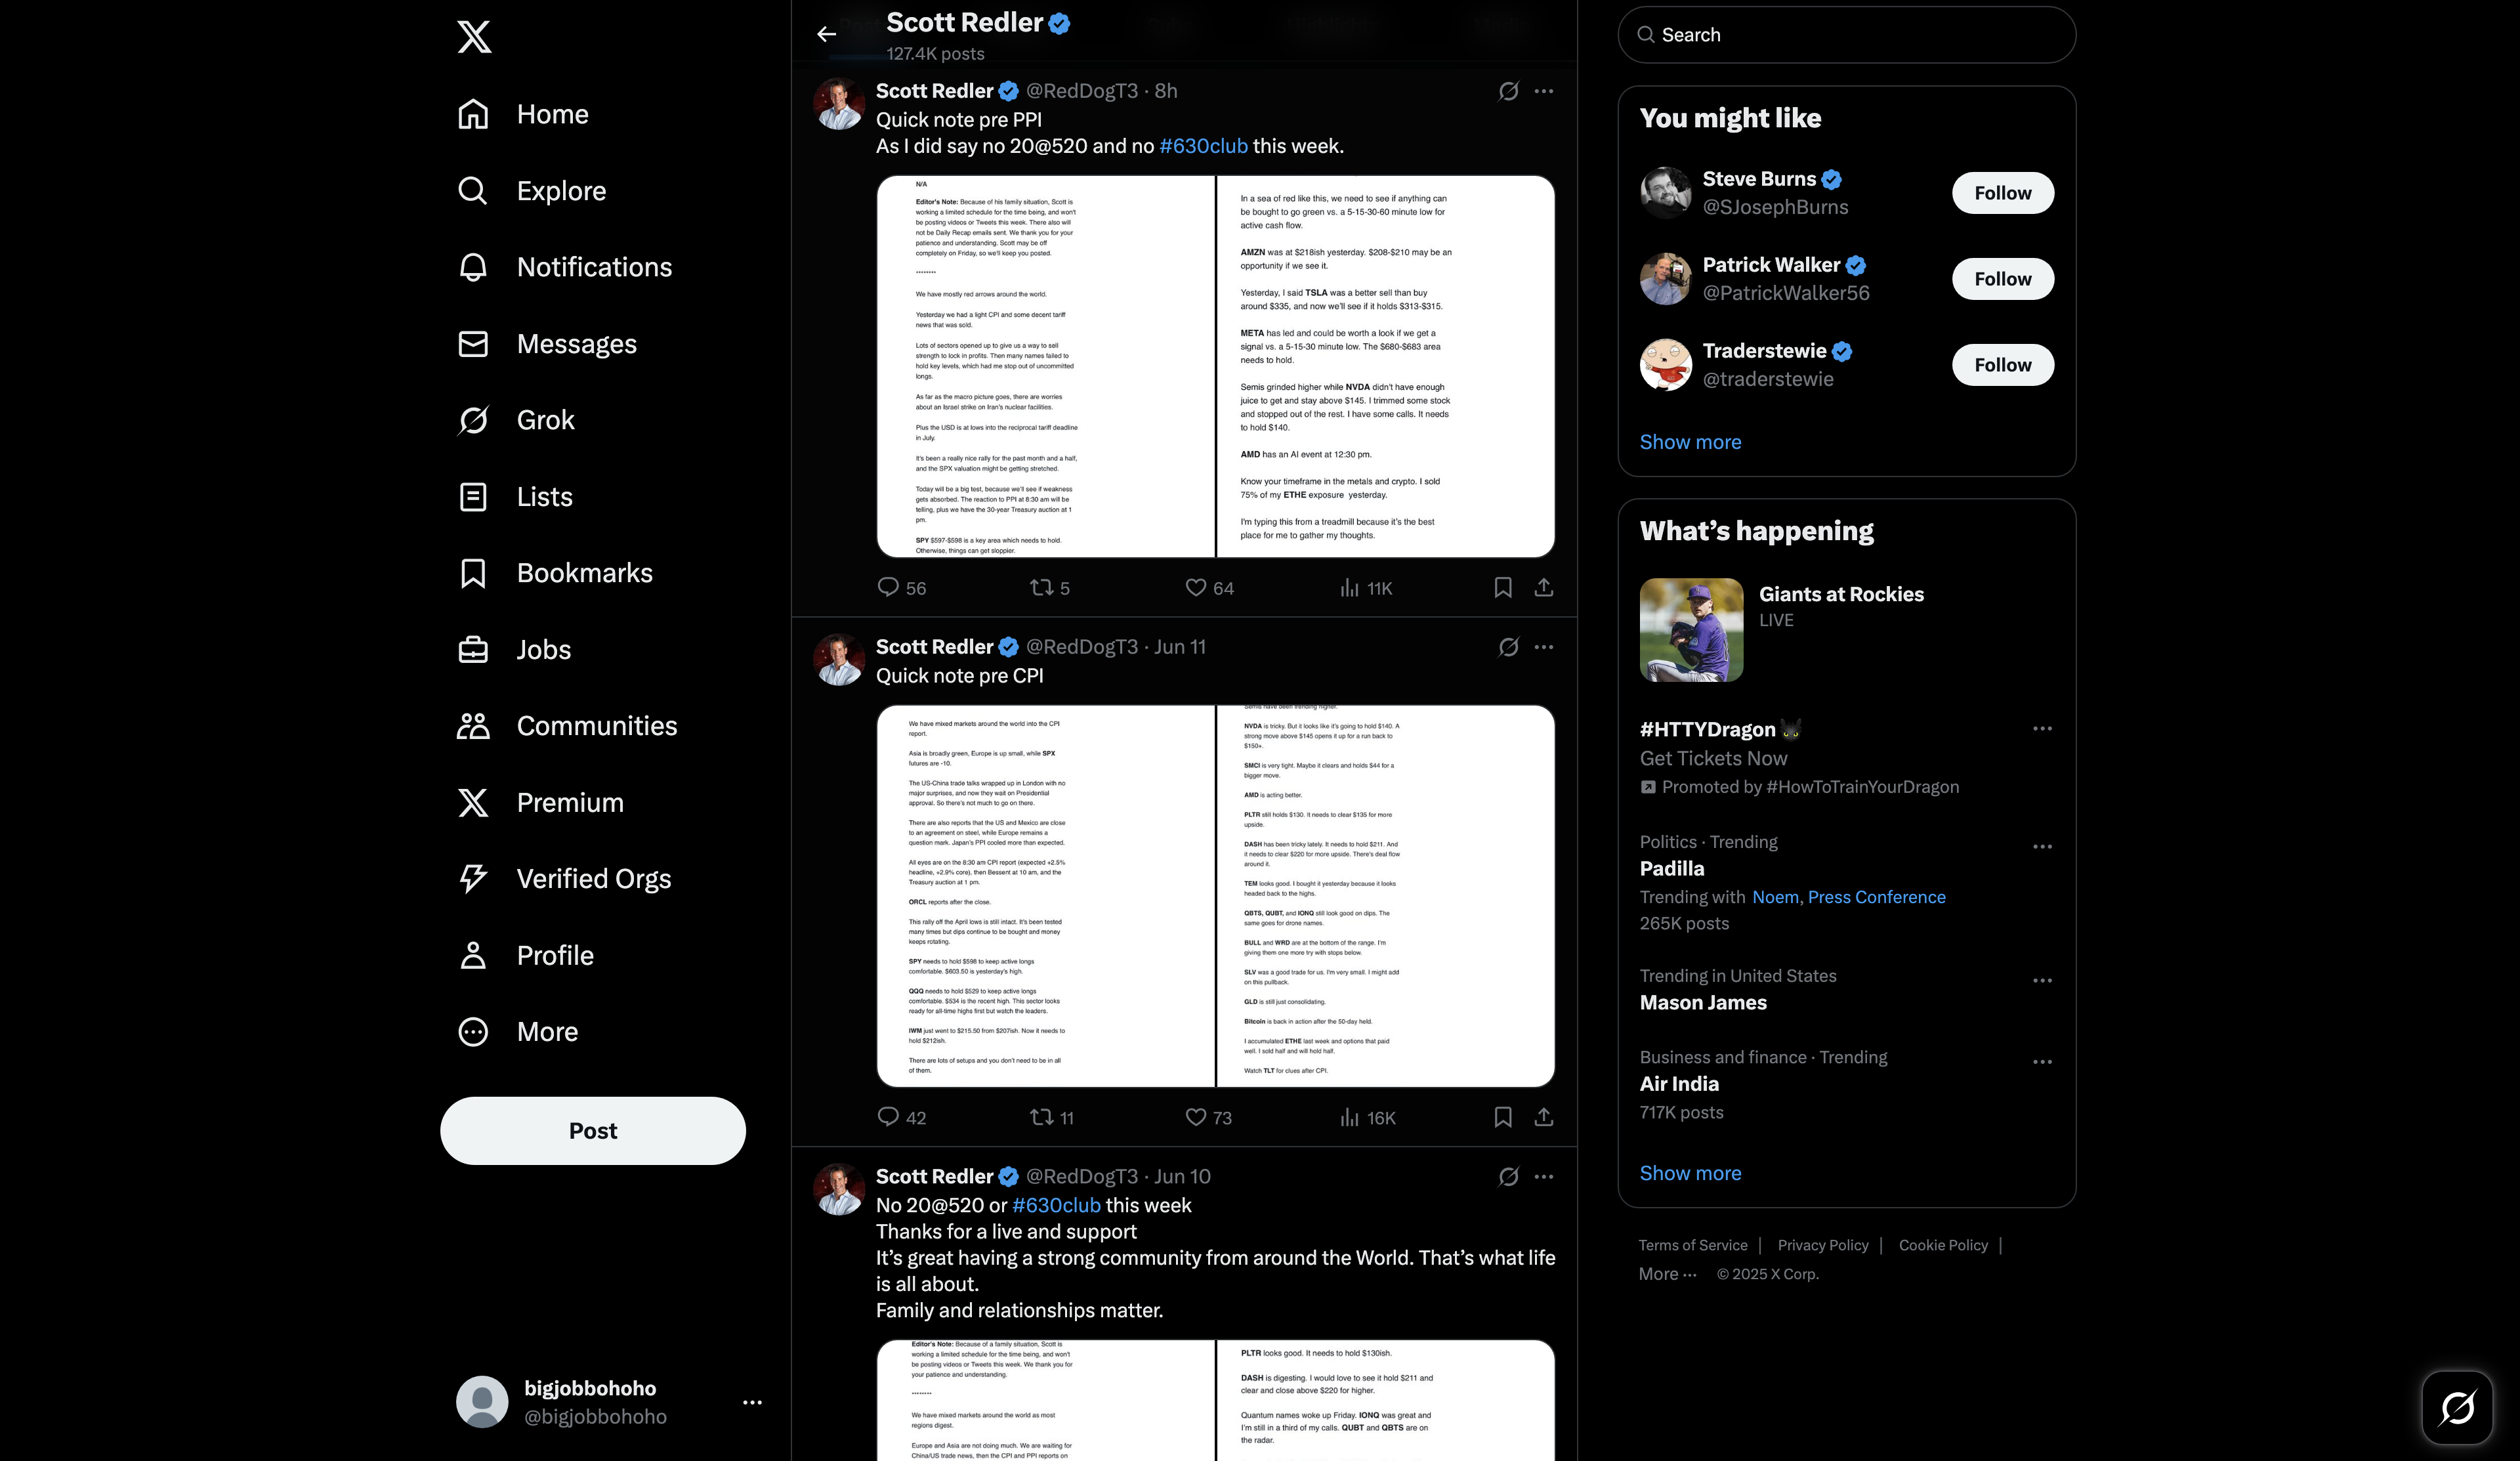 Home
Explore
Notifications
Messages
Grok
Lists
Bookmarks
Jobs
Communities
Premium
Verified Orgs
Profile
More
Post
bigjobbohoho
@bigjobbohoho
Scott Redler
127.4K posts
Scott Redler @RedDogT3 · 8h
Quick note pre PPI
As I did say no 20@520 and no #630club this week.
N/A
Editor's Note: Because of his family situation, Scott is
working a limited schedule for the time being, and won't
be posting videos or Tweets this week. There also will
not be Daily Recap emails sent. We thank you for your
patience and understanding. Scott may be off
completely on Friday, so we'll keep you posted.
********
We have mostly red arrows around the world.
Yesterday we had a light CPI and some decent tariff
news that was sold.
Lots of sectors opened up to give us a way to sell
strength to lock in profits. Then many names failed to
hold key levels, which had me stop out of uncommitted
longs.
As far as the macro picture goes, there are worries
about an Israel strike on Iran's nuclear facilities.
Plus the USD is at lows into the reciprocal tariff deadline
in July.
It's been a really nice rally for the past month and a half,
and the SPX valuation might be getting stretched.
Today will be a big test, because we'll see if weakness
gets absorbed. The reaction to PPI at 8:30 am will be
telling, plus we have the 30-year Treasury auction at 1
pm.
SPY $597-$598 is a key area which needs to hold.
Otherwise, things can get sloppier.
In a sea of red like this, we need to see if anything can
be bought to go green vs. a 5-15-30-60 minute low for
active cash flow.
AMZN was at $218ish yesterday. $208-$210 may be an
opportunity if we see it.
Yesterday, I said TSLA was a better sell than buy
around $335, and now we'll see if it holds $313-$315.
META has led and could be worth a look if we get a
signal vs. a 5-15-30 minute low. The $680-$683 area
needs to hold.
Semis grinded higher while NVDA didn't have enough
juice to get and stay above $145. I trimmed some stock
and stopped out of the rest. I have some calls. It needs
to hold $140.
AMD has an AI event at 12:30 pm.
Know your timeframe in the metals and crypto. I sold
75% of my ETHE exposure yesterday.
I'm typing this from a treadmill because it's the best
place for me to gather my thoughts.
56
5
64
11K
Scott Redler @RedDogT3 · Jun 11
Quick note pre CPI
We have mixed markets around the world into the CPI
report.
Asia is broadly green, Europe is up small, while SPX
futures are -10.
The US-China trade talks wrapped up in London with no
major surprises, and now they wait on Presidential
approval. So there's not much to go on there.
There are also reports that the US and Mexico are close
to an agreement on steel, while Europe remains a
question mark. Japan's PPI cooled more than expected.
All eyes are on the 8:30 am CPI report (expected +2.5%
headline, +2.9% core), then Bessent at 10 am, and the
Treasury auction at 1 pm.
ORCL reports after the close.
This rally off the April lows is still intact. It's been tested
many times but dips continue to be bought and money
keeps rotating.
SPY needs to hold $598 to keep active longs
comfortable. $603.50 is yesterday's high.
QQQ needs to hold $529 to keep active longs
comfortable. $534 is the recent high. This sector looks
ready for all-time highs first but watch the leaders.
IWM just went to $215.50 from $207ish. Now it needs to
hold $212ish.
There are lots of setups and you don't need to be in all
of them.
Semis have been trending higher.
NVDA is tricky. But it looks like it's going to hold $140. A
strong move above $145 opens it up for a run back to
$150+.
SMCI is very tight. Maybe it clears and holds $44 for a
bigger move.
AMD is acting better.
PLTR still holds $130. It needs to clear $135 for more
upside.
DASH has been tricky lately. It needs to hold $211. And
it needs to clear $220 for more upside. There's deal flow
around it.
TEM looks good. I bought it yesterday because it looks
headed back to the highs.
QBTS, QUBT, and IONQ still look good on dips. The
same goes for drone names.
BULL and WRD are at the bottom of the range. I'm
giving them one more try with stops below.
SLV was a good trade for us. I'm very small. I might add
on this pullback.
GLD is still just consolidating.
Bitcoin is back in action after the 50-day held.
I accumulated ETHE last week and options that paid
well. I sold half and will hold half.
Watch TLT for clues after CPI.
42
11
73
16K
Scott Redler @RedDogT3 · Jun 10
No 20@520 or #630club this week
Thanks for a live and support
It's great having a strong community from around the World. That's what life
is all about.
Family and relationships matter.
Editor's Note: Because of a family situation, Scott is
working a limited schedule for the time being, and won't
be posting videos or Tweets this week. We thank you for
your patience and understanding.
********
We have mixed markets around the world as most
regions digest.
Europe and Asia are not doing much. We are waiting for
China/US trade news, then the CPI and PPI reports on
PLTR looks good. It needs to hold $130ish.
DASH is digesting. I would love to see it hold $211 and
clear and close above $220 for higher.
Quantum names woke up Friday. IONQ was great and
I'm still in a third of my calls. QUBT and QBTS are on
the radar.
Search
You might like
Steve Burns
@SJosephBurns
Follow
Patrick Walker
@PatrickWalker56
Follow
Traderstewie
@traderstewie
Follow
Show more
What's happening
Giants at Rockies
LIVE
#HTTYDragon
Get Tickets Now
Promoted by #HowToTrainYourDragon
Politics · Trending
Padilla
Trending with Noem, Press Conference
265K posts
Trending in United States
Mason James
Business and finance · Trending
Air India
717K posts
Show more
Terms of Service | Privacy Policy | Cookie Policy |
More ··· © 2025 X Corp.